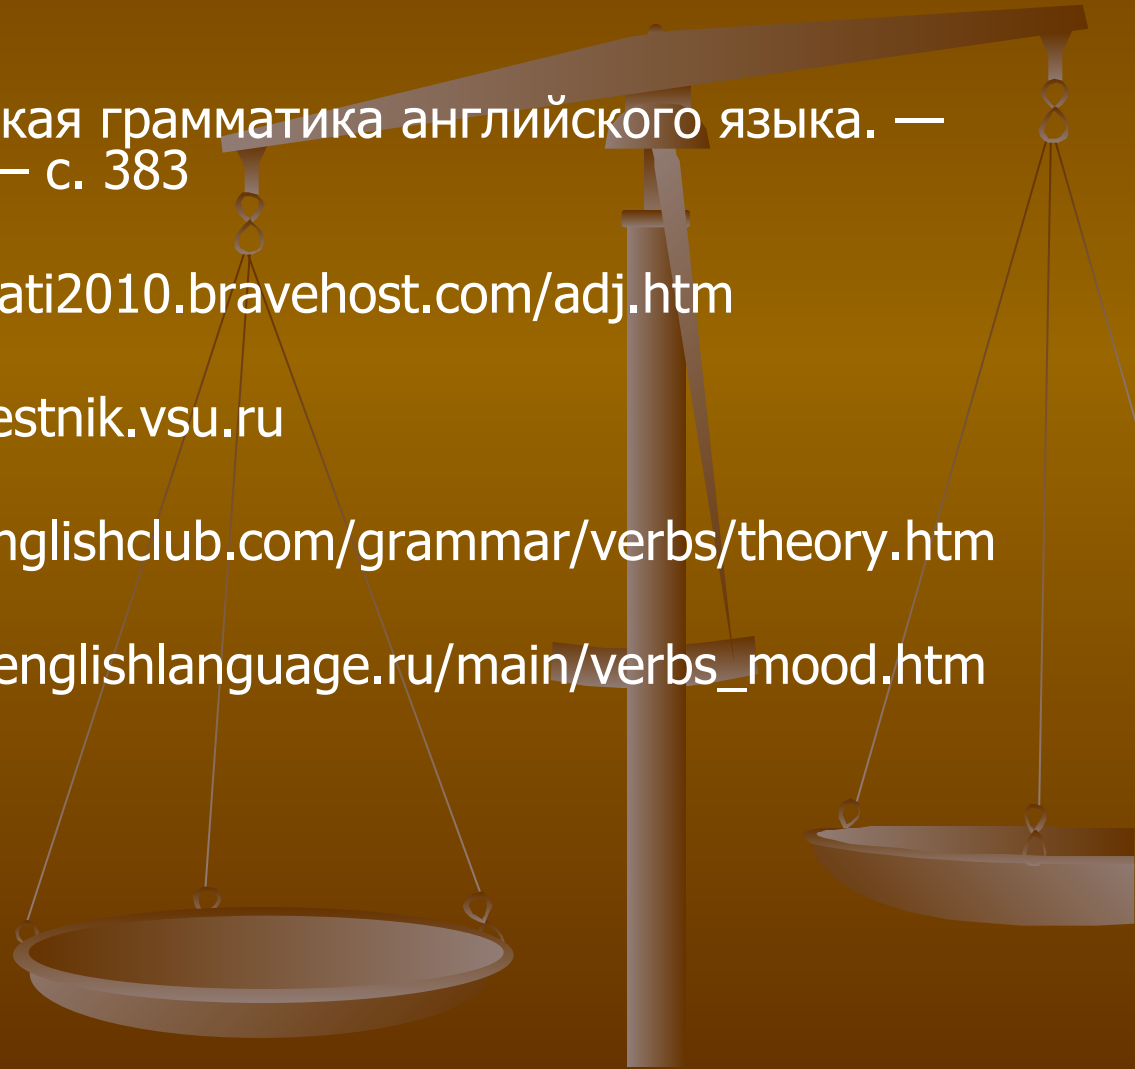 кая грамматика английского языка. —
— с. 383
ati2010.bravehost.com/adj.htm
estnik.vsu.ru
nglishclub.com/grammar/verbs/theory.htm
englishlanguage.ru/main/verbs_mood.htm